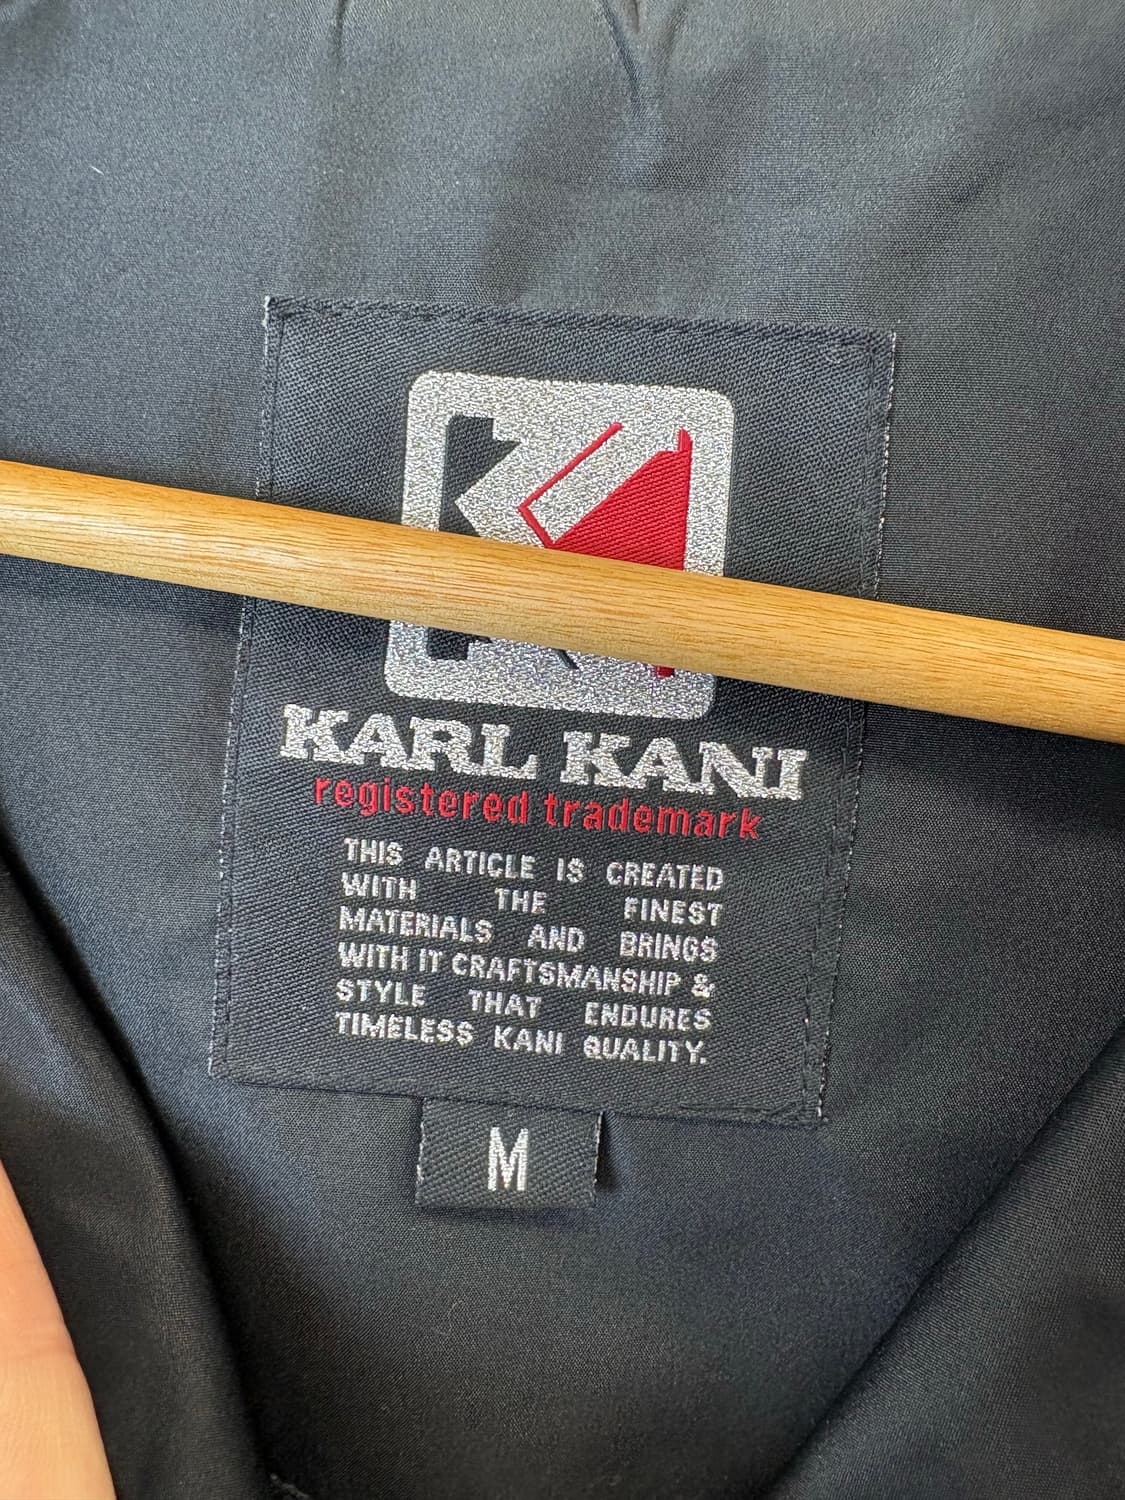 KARL KANI
registered trademark
THIS ARTICLE IS CREATED
WITH THE FINEST
MATERIALS AND BRINGS
WITH IT CRAFTSMANSHIP &
STYLE THAT ENDURES
TIMELESS KANI QUALITY.
M